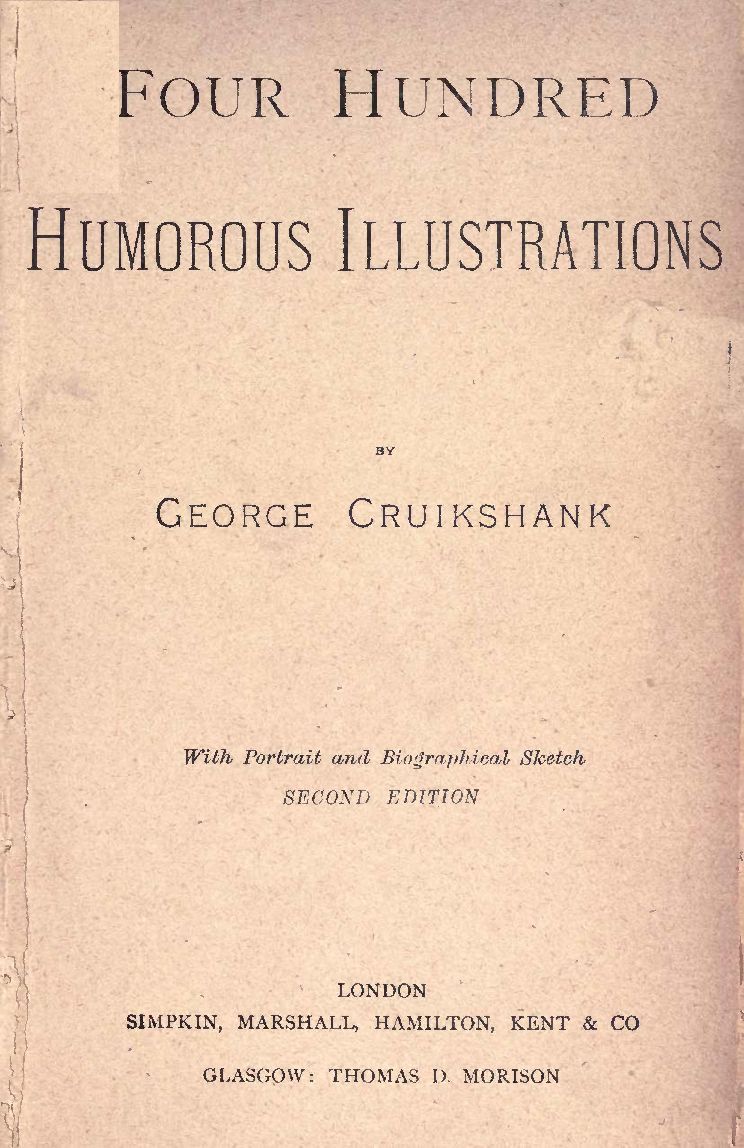 FOUR HUNDRED
HUMOROUS ILLUSTRATIONS
BY
GEORGE CRUIKSHANK
With Portrait and Biographical Sketch
SECOND EDITION
LONDON
SIMPKIN, MARSHALL, HAMILTON, KENT & CO
GLASGOW: THOMAS D. MORISON